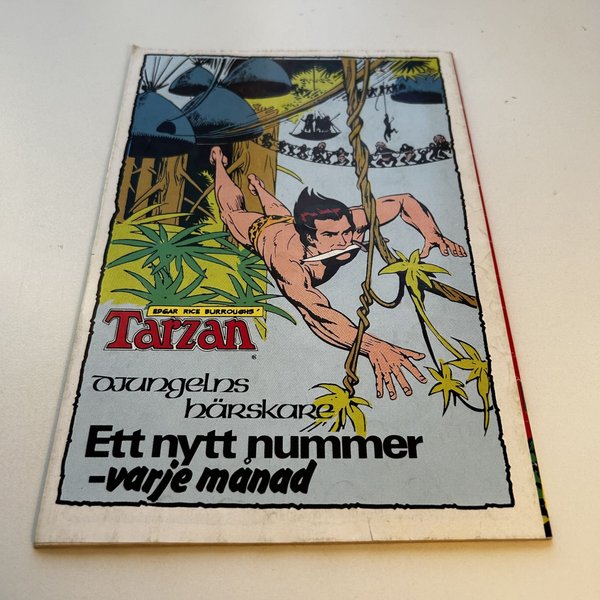 EDGAR RICE BURROUGHS'
Tarzan
®
DJUNGELNS
HÄRSKARE
Ett nytt nummer
-varje månad